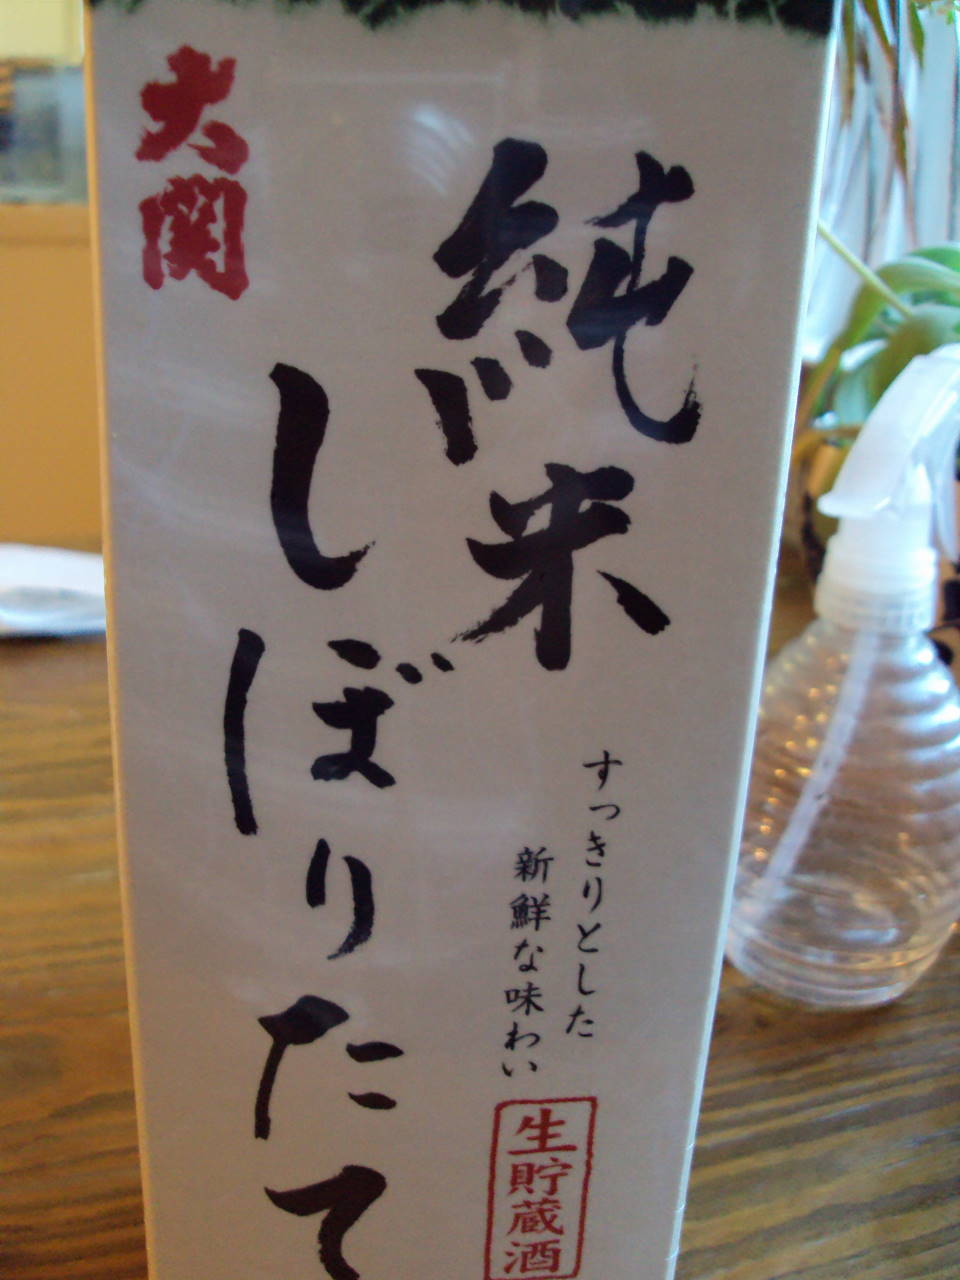 大関
純米
しぼりたて
すっきりとした
新鮮な味わい
生貯蔵酒